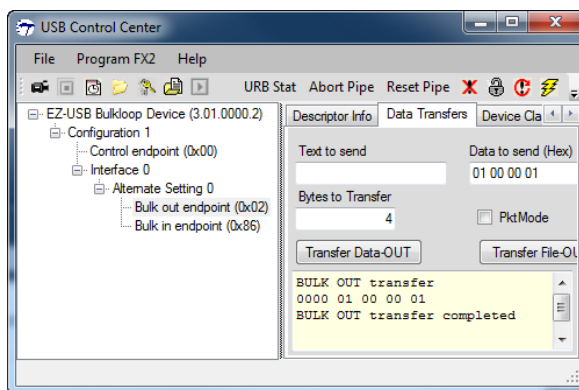 USB Control Center
File Program FX2 Help
URB Stat Abort Pipe Reset Pipe
EZ-USB Bulkloop Device (3.01.0000.2)
Configuration 1
Control endpoint (0x00)
Interface 0
Alternate Setting 0
Bulk out endpoint (0x02)
Bulk in endpoint (0x86)
Descriptor Info Data Transfers Device Cla
Text to send Data to send (Hex)
01 00 00 01
Bytes to Transfer
4 PktMode
Transfer Data-OUT Transfer File-OU
BULK OUT transfer
0000 01 00 00 01
BULK OUT transfer completed